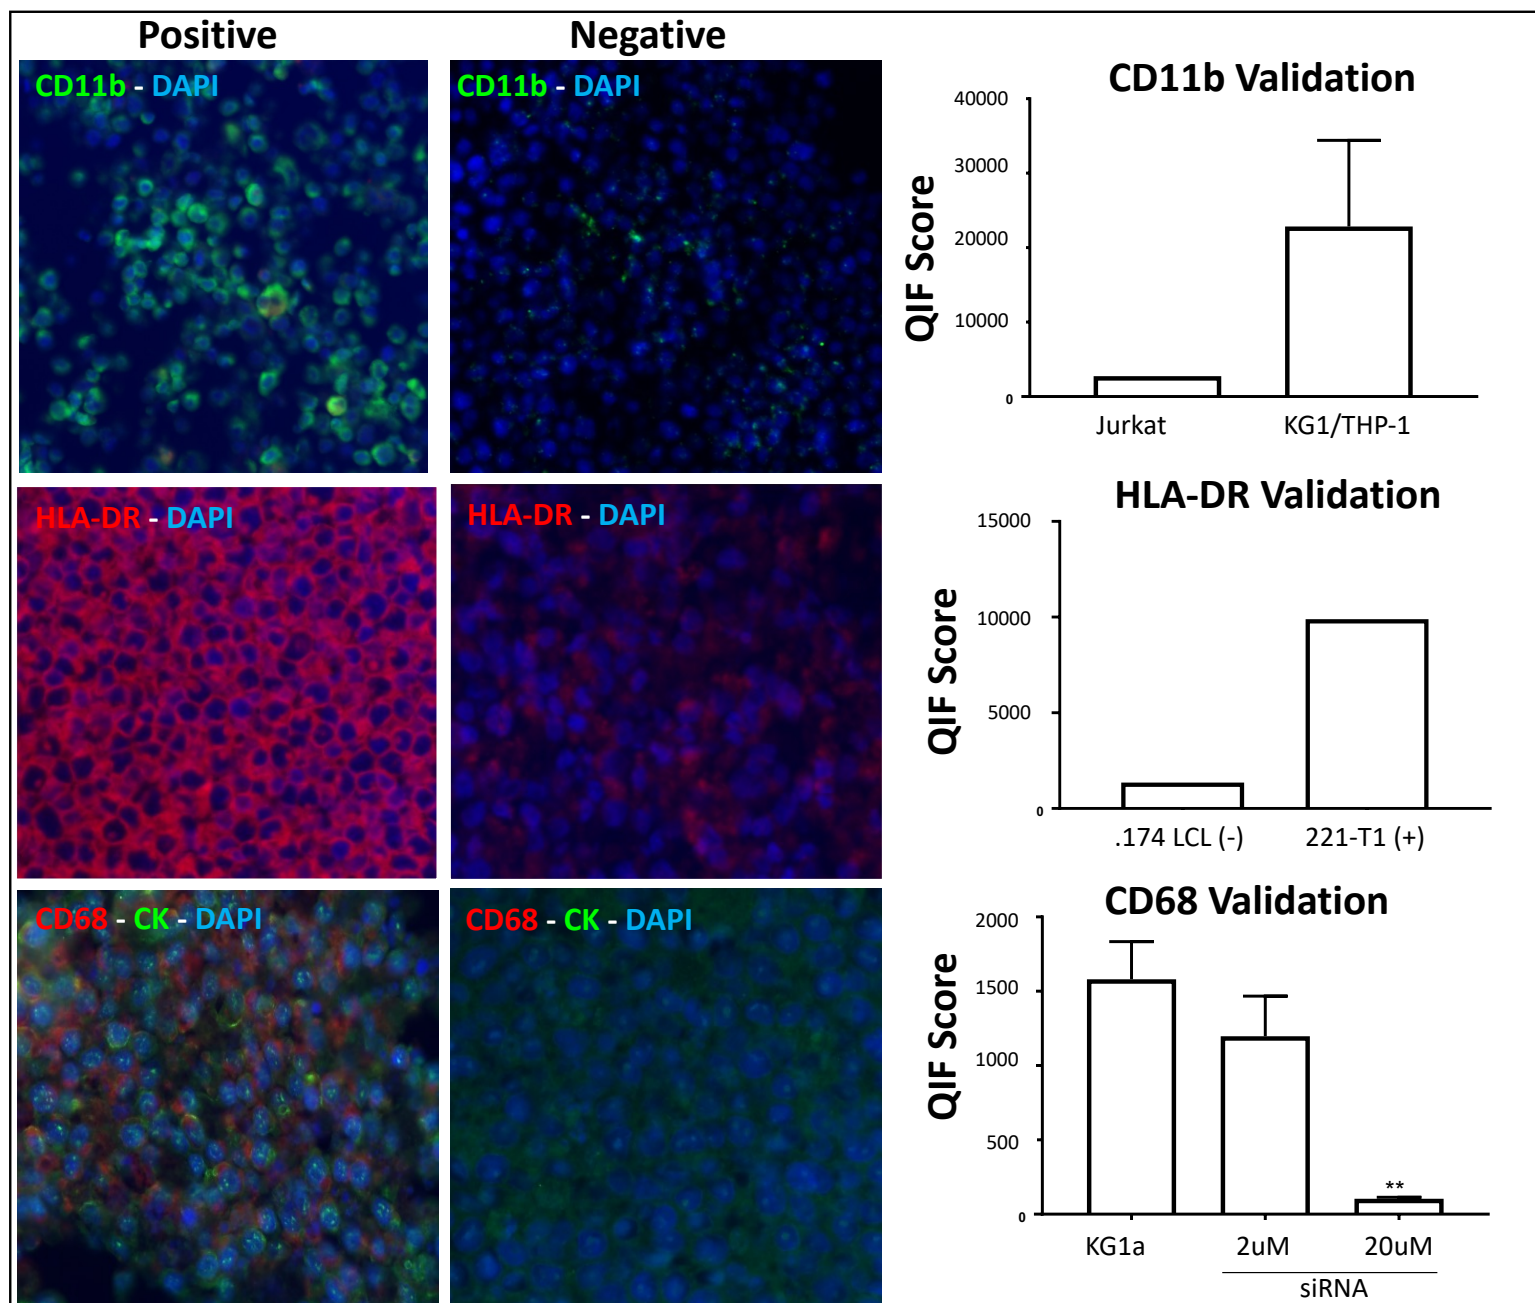 Positive
Negative
CD11b - DAPI
CD11b - DAPI
CD11b Validation
QIF Score
40000
30000
20000
10000
0
Jurkat
KG1/THP-1
HLA-DR - DAPI
HLA-DR - DAPI
HLA-DR Validation
QIF Score
15000
10000
5000
0
.174 LCL (-)
221-T1 (+)
CD68 - CK - DAPI
CD68 - CK - DAPI
CD68 Validation
QIF Score
2000
1500
1000
500
0
**
KG1a
2uM
20uM
siRNA